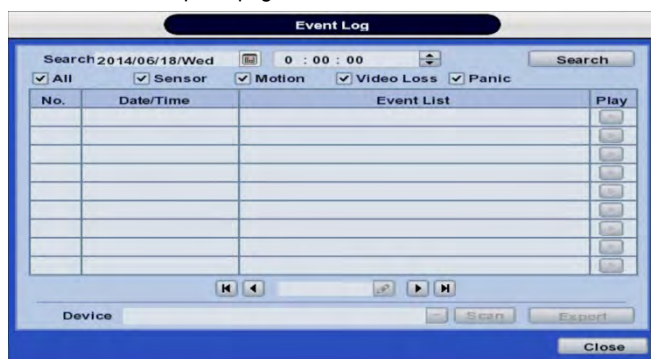 Event Log
Search 2014/06/18/Wed 0 : 00 : 00 Search
All Sensor Motion Video Loss Panic
No. Date/Time Event List Play
Device Scan Export
Close